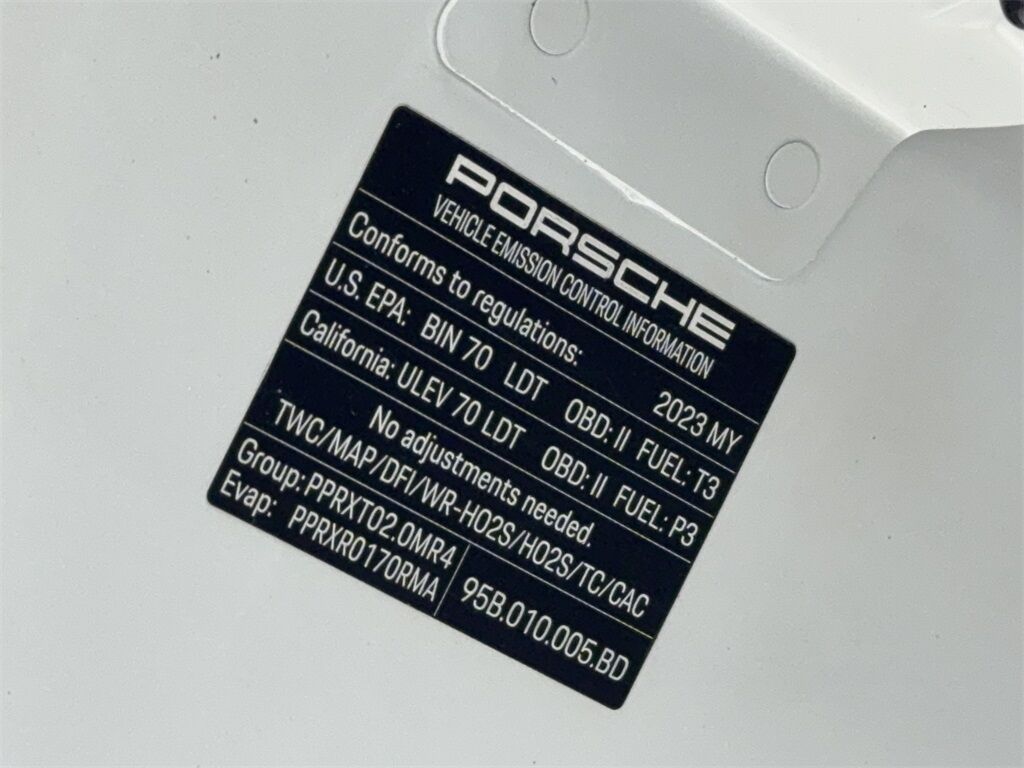 PORSCHE
VEHICLE EMISSION CONTROL INFORMATION
Conforms to regulations: 2023 MY
U.S. EPA: BIN 70 LDT OBD: II FUEL: T3
California: ULEV 70 LDT OBD: II FUEL: P3
No adjustments needed.
TWC/MAP/DFI/WR-HO2S/HO2S/TC/CAC
Group: PPRXT02.0MR4
Evap: PPRXR0170RMA
95B.010.005.BD